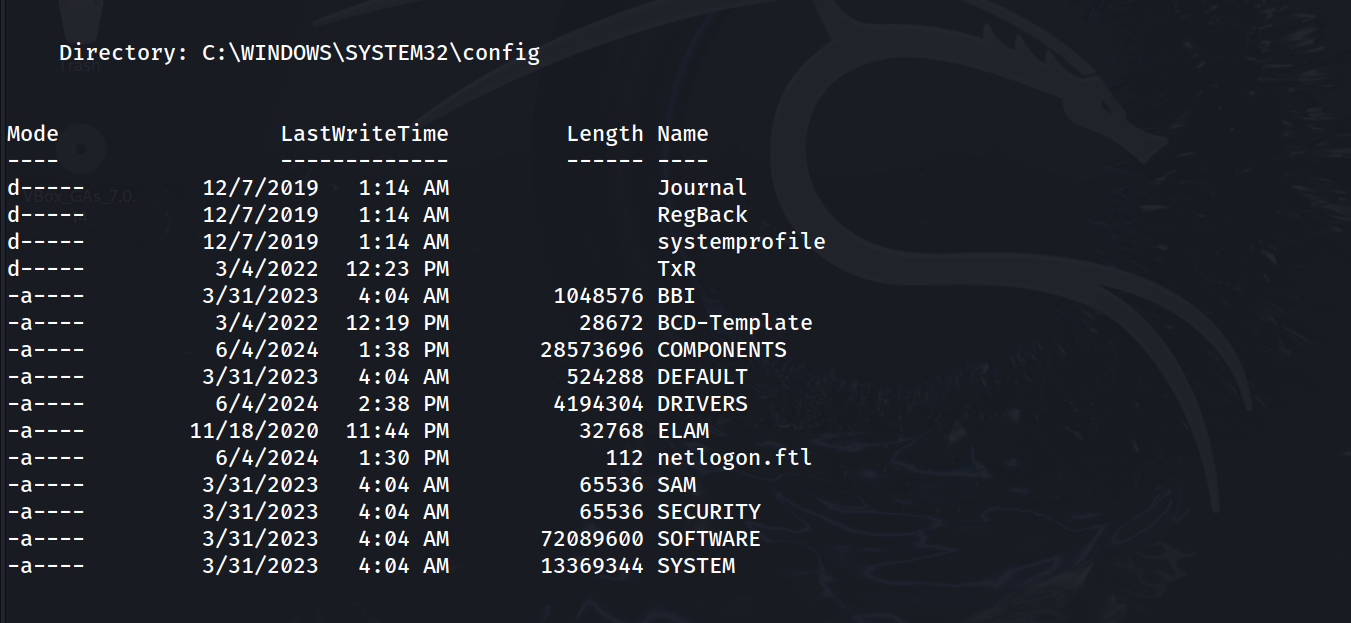 Directory: C:\WINDOWS\SYSTEM32\config
Trash
Mode                LastWriteTime         Length Name
----                -------------         ------ ----
d-----         12/7/2019   1:14 AM                Journal
VBox_GAs_7.0.
d-----         12/7/2019   1:14 AM                RegBack
d-----         12/7/2019   1:14 AM                systemprofile
d-----          3/4/2022  12:23 PM                TxR
-a----         3/31/2023   4:04 AM        1048576 BBI
-a----          3/4/2022  12:19 PM          28672 BCD-Template
-a----          6/4/2024   1:38 PM       28573696 COMPONENTS
-a----         3/31/2023   4:04 AM         524288 DEFAULT
-a----          6/4/2024   2:38 PM        4194304 DRIVERS
-a----        11/18/2020  11:44 PM          32768 ELAM
-a----          6/4/2024   1:30 PM            112 netlogon.ftl
-a----         3/31/2023   4:04 AM          65536 SAM
-a----         3/31/2023   4:04 AM          65536 SECURITY
-a----         3/31/2023   4:04 AM       72089600 SOFTWARE
-a----         3/31/2023   4:04 AM       13369344 SYSTEM